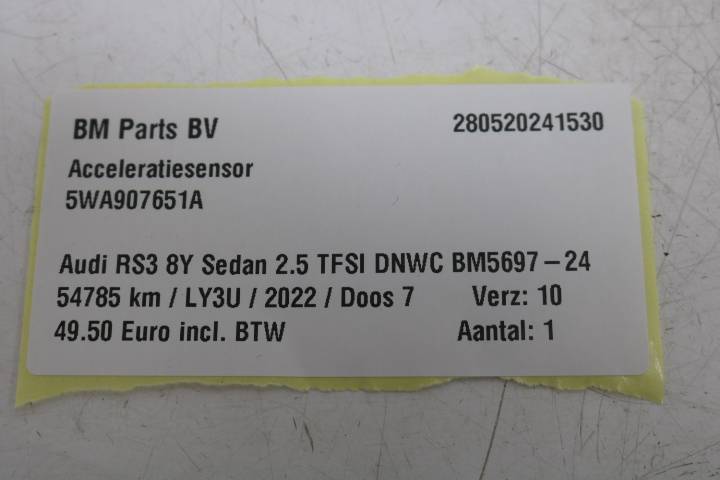 BM Parts BV 280520241530
Acceleratiesensor
5WA907651A
Audi RS3 8Y Sedan 2.5 TFSI DNWC BM5697-24
54785 km / LY3U / 2022 / Doos 7 Verz: 10
49.50 Euro incl. BTW Aantal: 1